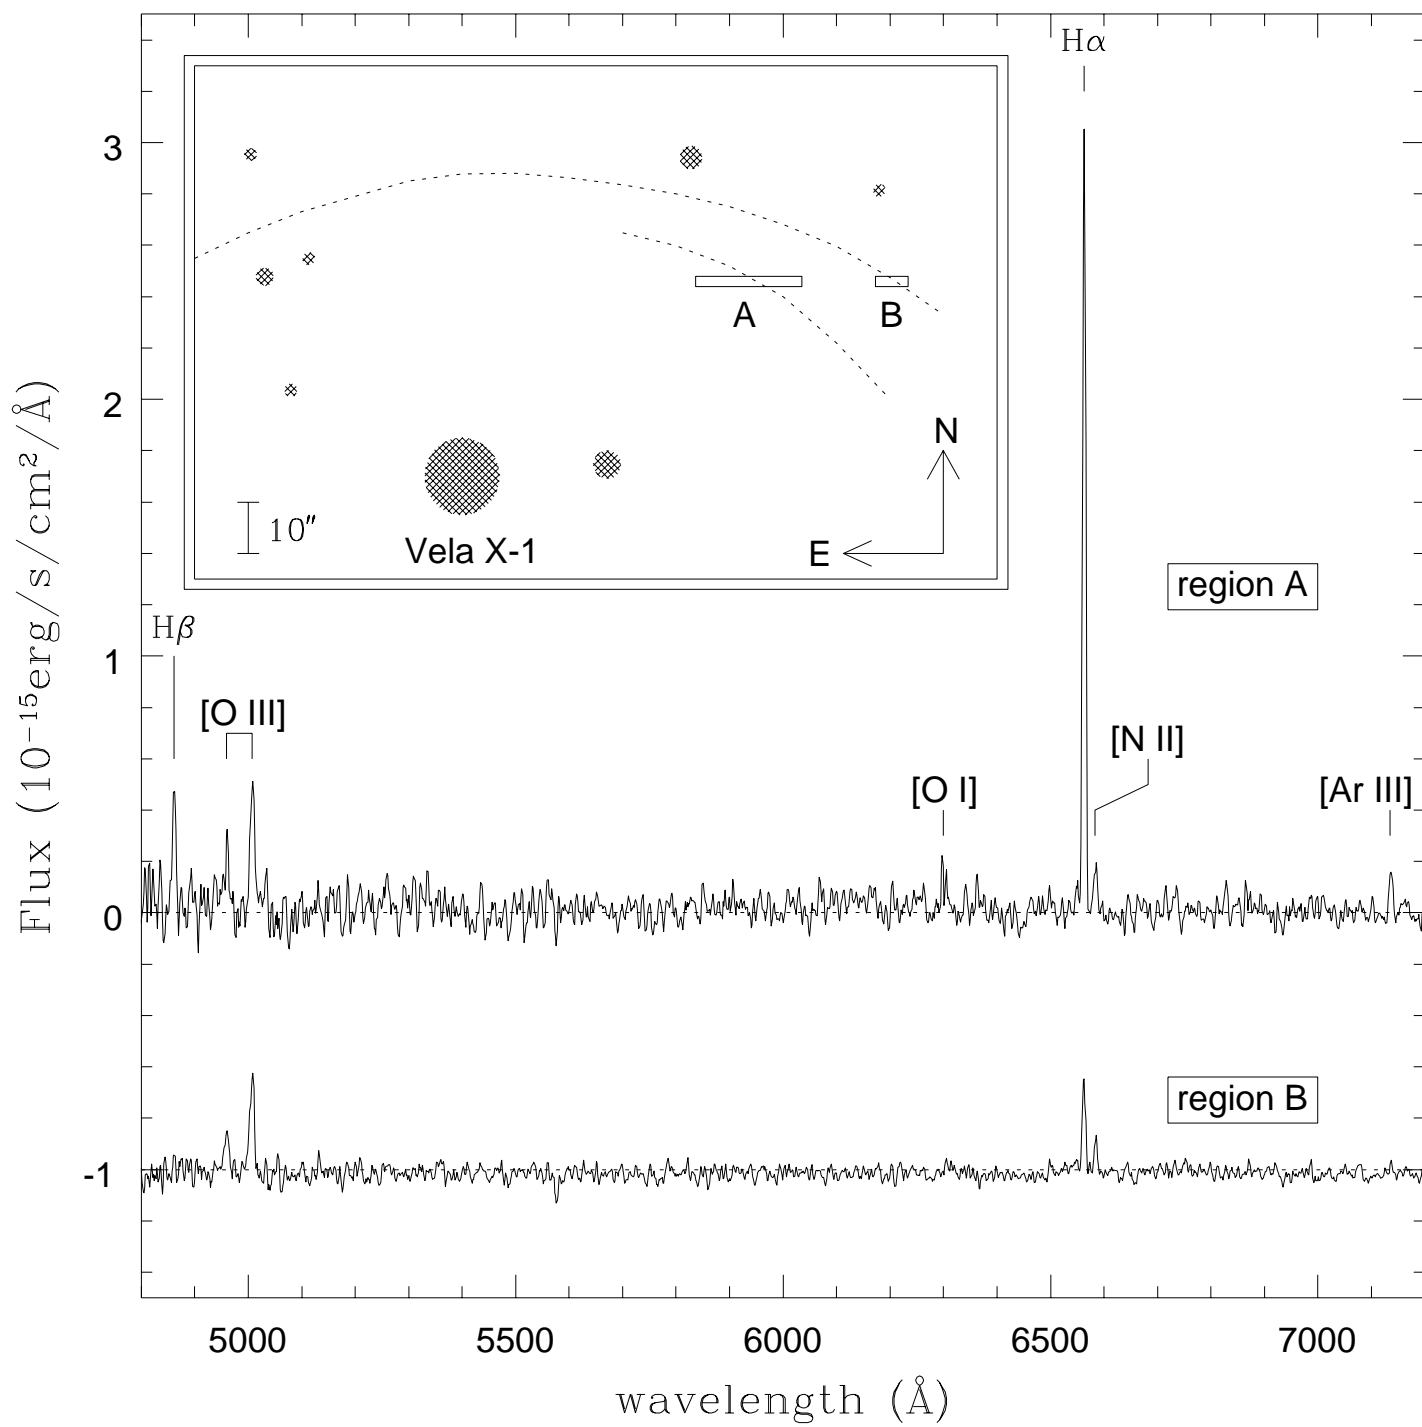 Hα
3
A
B
N
2
10″
Vela X-1
E
region A
Hβ
1
[O III]
[N II]
[O I]
[Ar III]
0
region B
-1
5000 5500 6000 6500 7000
wavelength (Å)
Flux (10⁻¹⁵erg/s/cm²/Å)